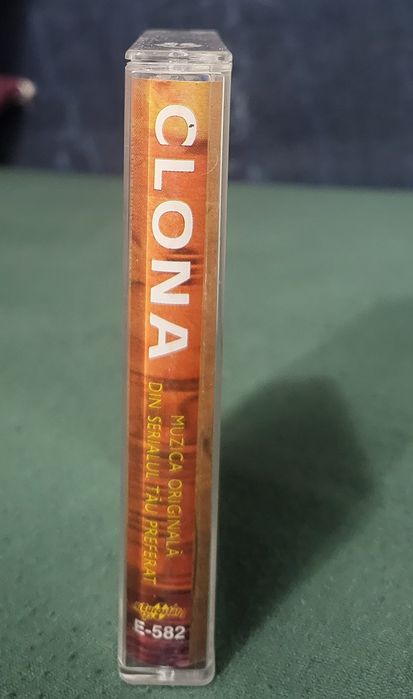 CLONA
MUZICA ORIGINALĂ
DIN SERIALUL TĂU PREFERAT
E-582